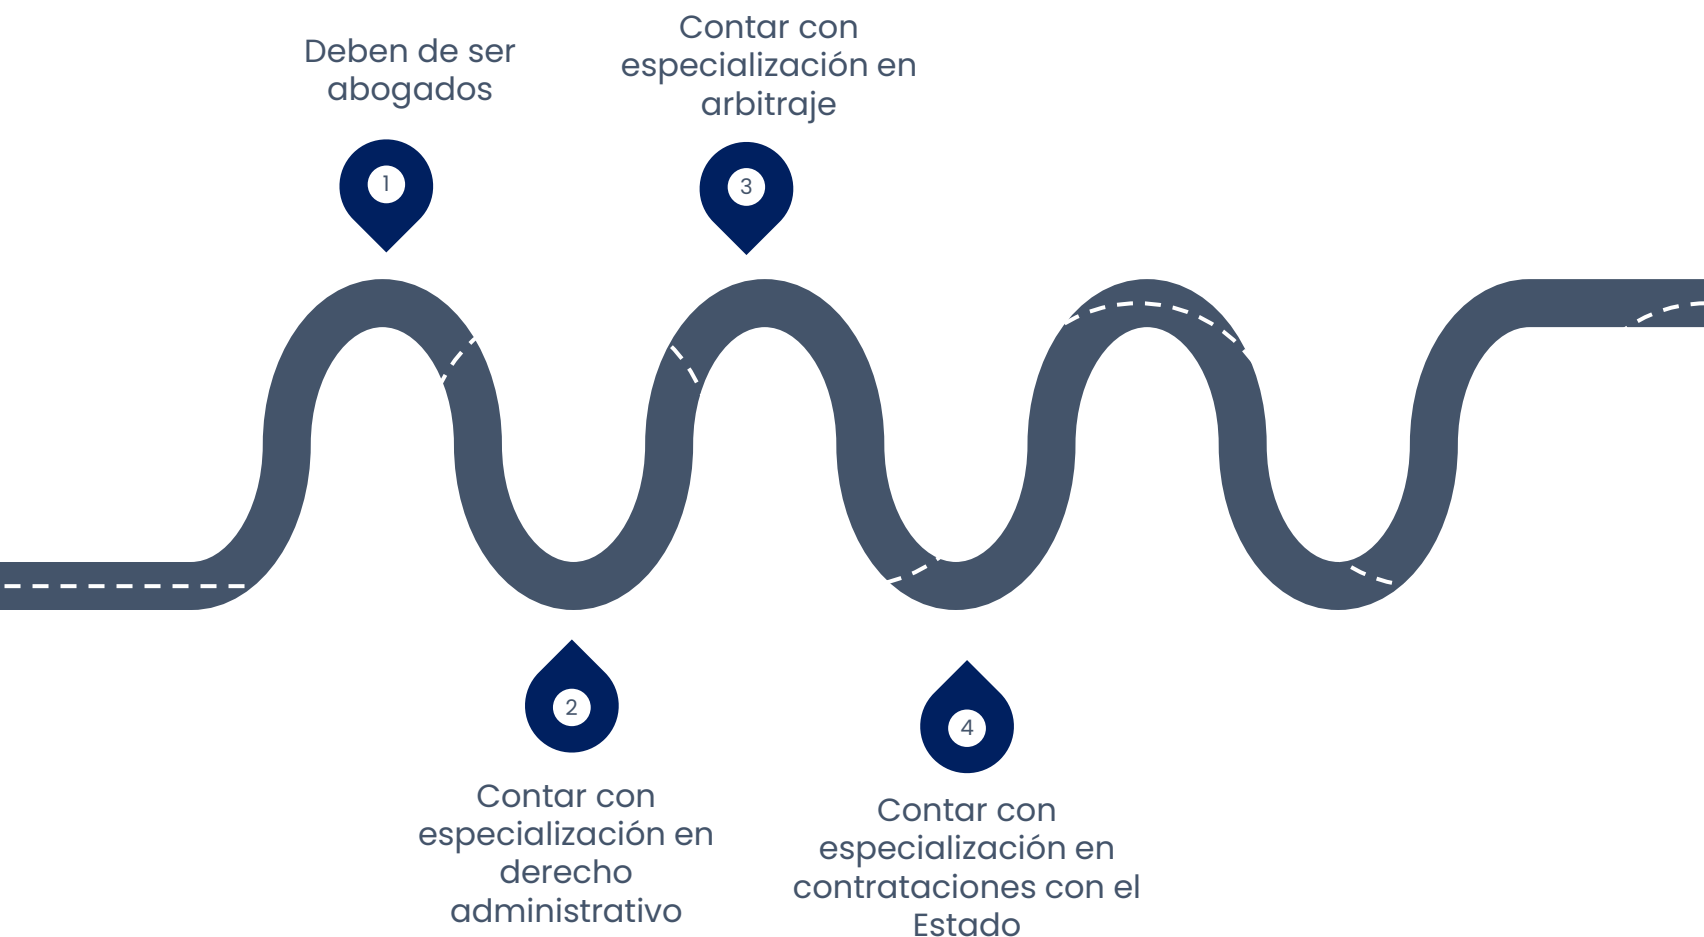 Deben de ser
abogados
1
Contar con
especialización en
derecho
administrativo
2
Contar con
especialización en
arbitraje
3
Contar con
especialización en
contrataciones con el
Estado
4